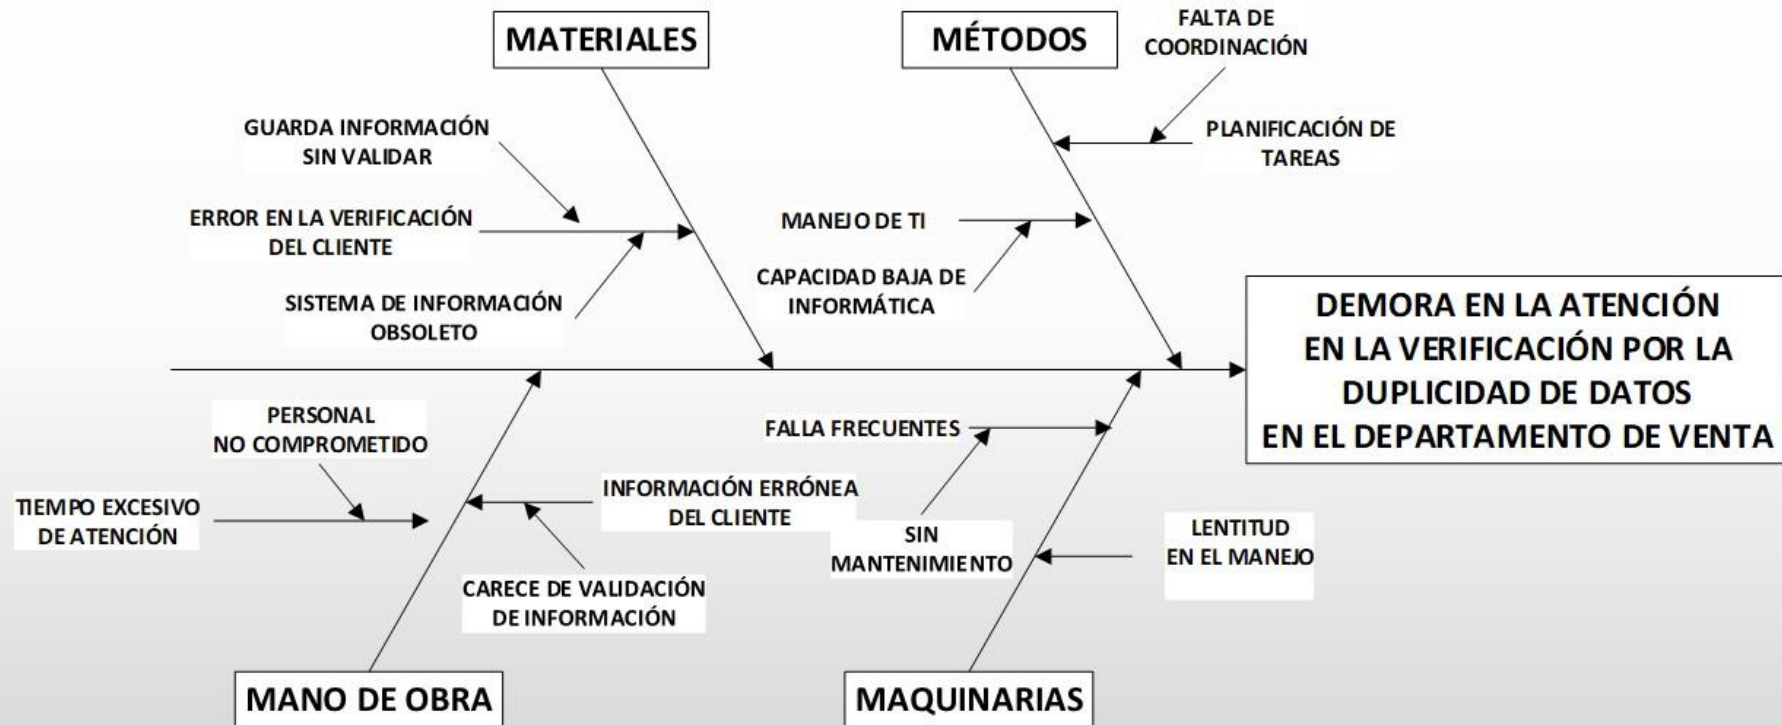 MATERIALES
MÉTODOS
FALTA DE
COORDINACIÓN
GUARDA INFORMACIÓN
SIN VALIDAR
PLANIFICACIÓN DE
TAREAS
ERROR EN LA VERIFICACIÓN
DEL CLIENTE
MANEJO DE TI
SISTEMA DE INFORMACIÓN
OBSOLETO
CAPACIDAD BAJA DE
INFORMÁTICA
DEMORA EN LA ATENCIÓN
EN LA VERIFICACIÓN POR LA
DUPLICIDAD DE DATOS
EN EL DEPARTAMENTO DE VENTA
PERSONAL
NO COMPROMETIDO
FALLA FRECUENTES
TIEMPO EXCESIVO
DE ATENCIÓN
INFORMACIÓN ERRÓNEA
DEL CLIENTE
SIN
MANTENIMIENTO
LENTITUD
EN EL MANEJO
CARECE DE VALIDACIÓN
DE INFORMACIÓN
MANO DE OBRA
MAQUINARIAS